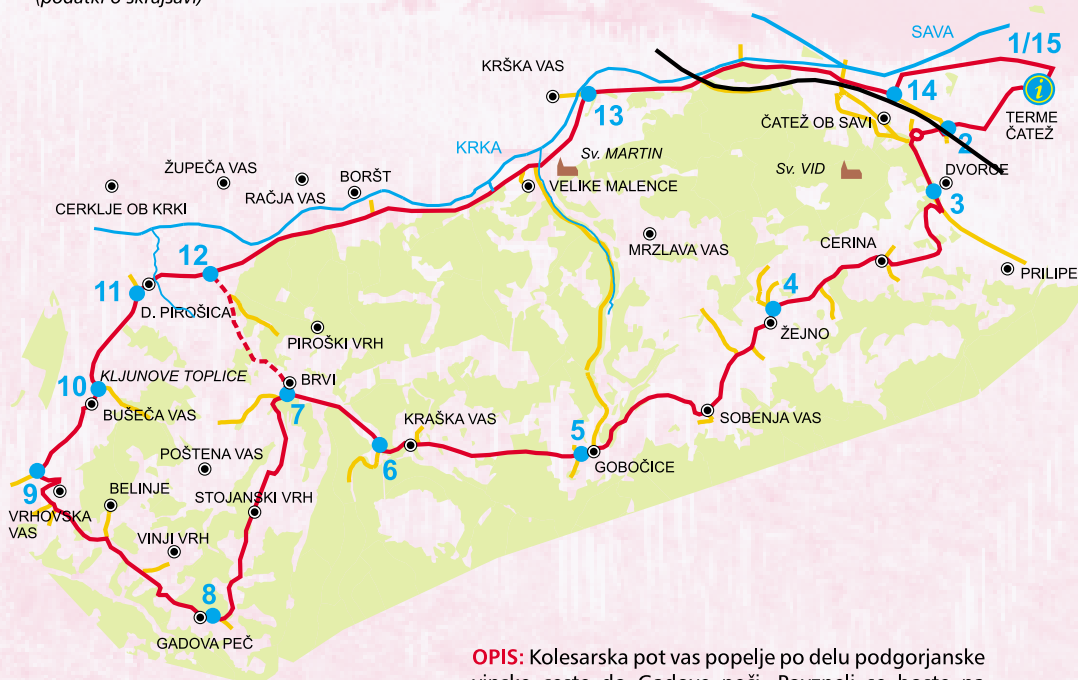 (podatki o skrajšavi)
SAVA
1/15
KRŠKA VAS
14
i
13
TERME
ČATEŽ
ČATEŽ OB SAVI
2
KRKA
Sv. MARTIN
ŽUPEČA VAS
Sv. VID
DVORCE
BORŠT
RAČJA VAS
VELIKE MALENCE
3
CERKLJE OB KRKI
MRZLAVA VAS
CERINA
12
PRILIPE
4
11
D. PIROŠICA
ŽEJNO
PIROŠKI VRH
KLJUNOVE TOPLICE
10
BRVI
7
BUŠEČA VAS
KRAŠKA VAS
SOBENJA VAS
5
POŠTENA VAS
6
GOBOČICE
BELINJE
9
STOJANSKI VRH
VRHOVSKA
VAS
VINJI VRH
8
GADOVA PEČ
OPIS: Kolesarska pot vas popelje po delu podgorjanske